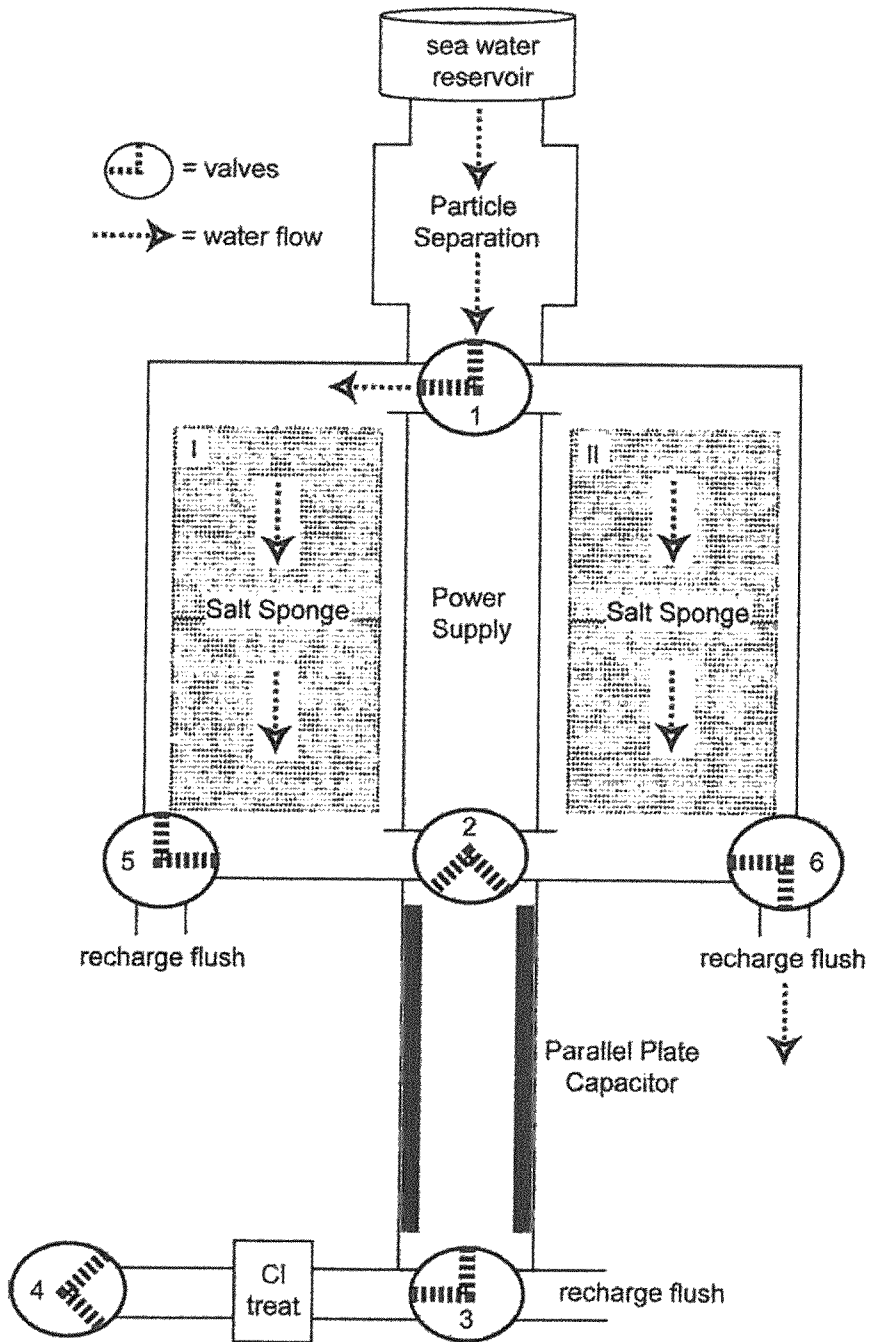 sea water
reservoir
= valves
= water flow
Particle
Separation
1
I
II
Salt Sponge
Power
Supply
Salt Sponge
2
5
6
recharge flush
recharge flush
Parallel Plate
Capacitor
4
Cl
treat
3
recharge flush